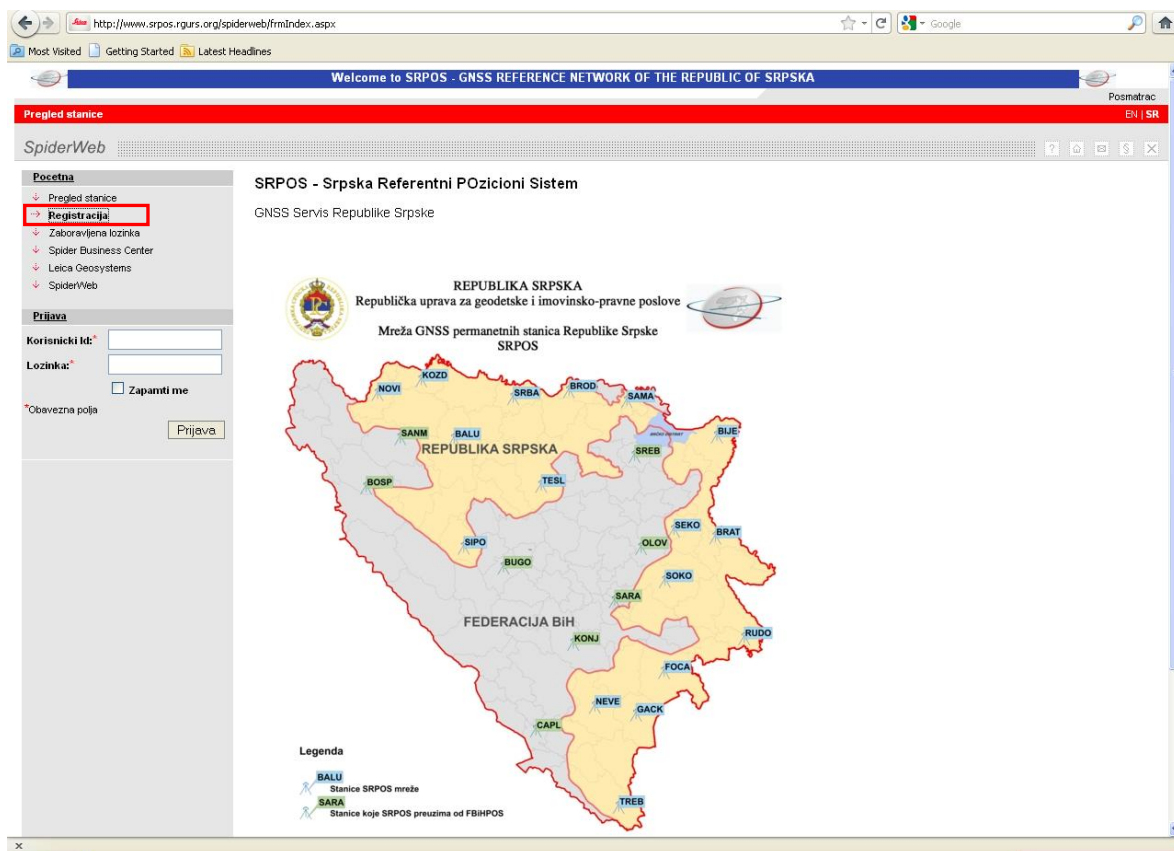 http://www.srpos.rgurs.org/spiderweb/frmIndex.aspx
Google
Most Visited Getting Started Latest Headlines
Welcome to SRPOS - GNSS REFERENCE NETWORK OF THE REPUBLIC OF SRPSKA
Posmatrac
Pregled stanice
EN | SR
SpiderWeb
Pocetna
Pregled stanice
Registracija
Zaboravljena lozinka
Spider Business Center
Leica Geosystems
SpiderWeb
Prijava
Korisnicki Id:*
Lozinka:*
Zapamti me
*Obavezna polja
Prijava
SRPOS - Srpska Referentni POzicioni Sistem
GNSS Servis Republike Srpske
REPUBLIKA SRPSKA
Republička uprava za geodetske i imovinsko-pravne poslove
Mreža GNSS permanetnih stanica Republike Srpske
SRPOS
KOZD
NOVI
SRBA
BROD
SAMA
SANM
BALU
BIJE
REPUBLIKA SRPSKA
SREB
BOSP
TESL
SEKO
BRAT
SIPO
OLOV
BUGO
SOKO
SARA
FEDERACIJA BiH
KONJ
RUDO
FOCA
NEVE
GACK
CAPL
TREB
Legenda
BALU
Stanice SRPOS mreže
SARA
Stanice koje SRPOS preuzima od FBiHPOS